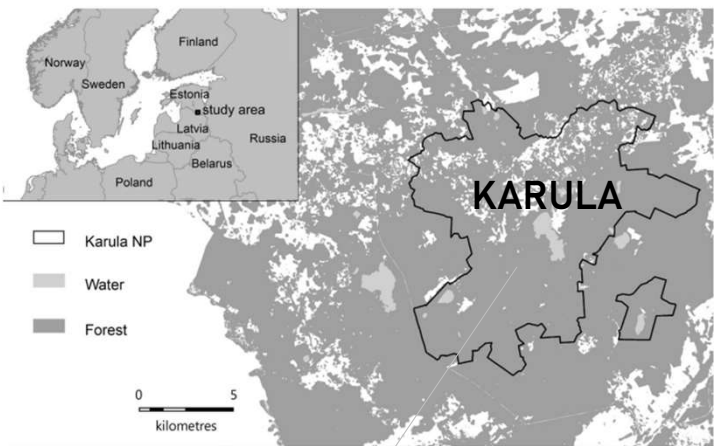 Finland
Norway
Sweden
Estonia
study area
Latvia
Lithuania
Russia
Belarus
Poland
KARULA
Karula NP
Water
Forest
0 5
kilometres